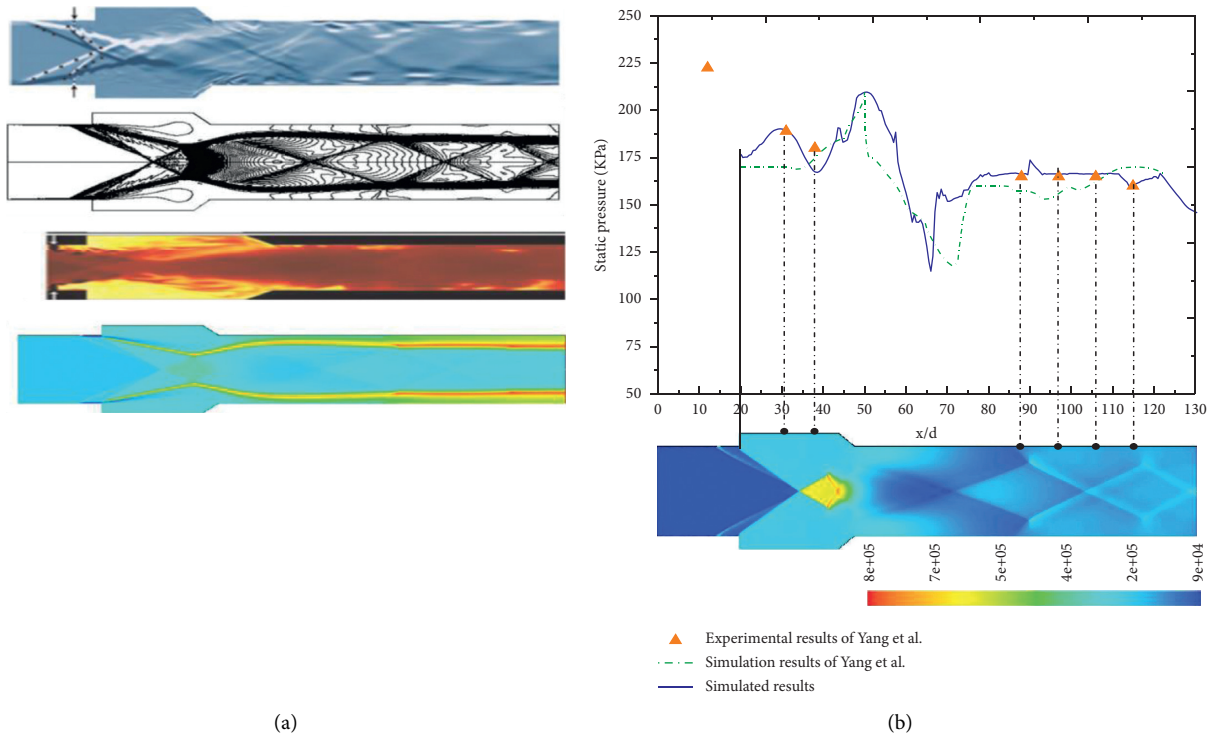 250
225
200
175
150
125
100
75
50
Static pressure (KPa)
0 10 20 30 40 50 60 70 80 90 100 110 120 130
x/d
8e+05 7e+05 5e+05 4e+05 2e+05 9e+04
Experimental results of Yang et al.
Simulation results of Yang et al.
Simulated results
(a) (b)